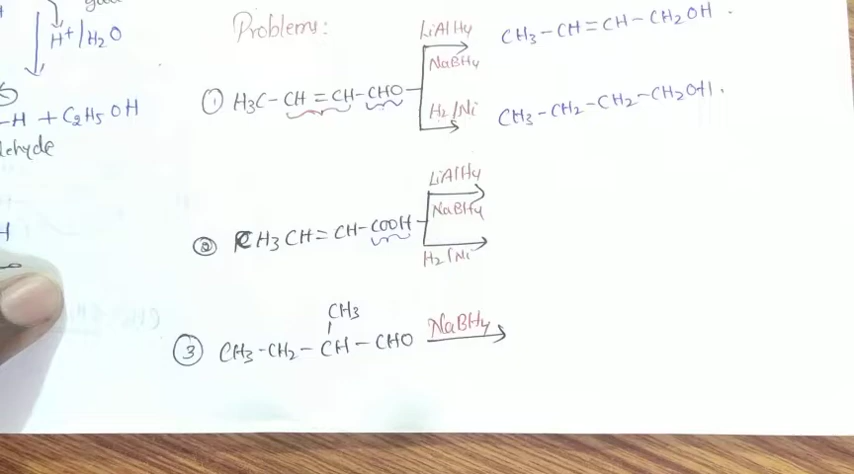 H+/H2O
-H + C2H5OH
Problems:
① H3C-CH=CH-CHO
LiAlH4
NaBH4
CH3-CH=CH-CH2OH.
H2/Ni
CH3-CH2-CH2-CH2OH.
② CH3CH=CH-COOH
LiAlH4
NaBH4
H2/Ni
CH3
③ CH3-CH2-CH-CHO NaBH4